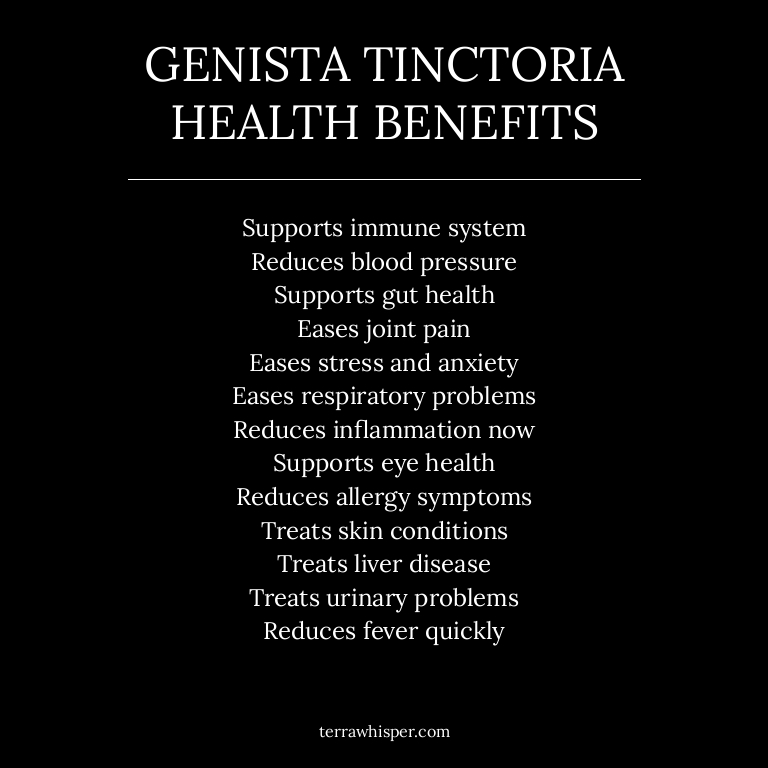 GENISTA TINCTORIA
HEALTH BENEFITS
Supports immune system
Reduces blood pressure
Supports gut health
Eases joint pain
Eases stress and anxiety
Eases respiratory problems
Reduces inflammation now
Supports eye health
Reduces allergy symptoms
Treats skin conditions
Treats liver disease
Treats urinary problems
Reduces fever quickly
terrawhisper.com